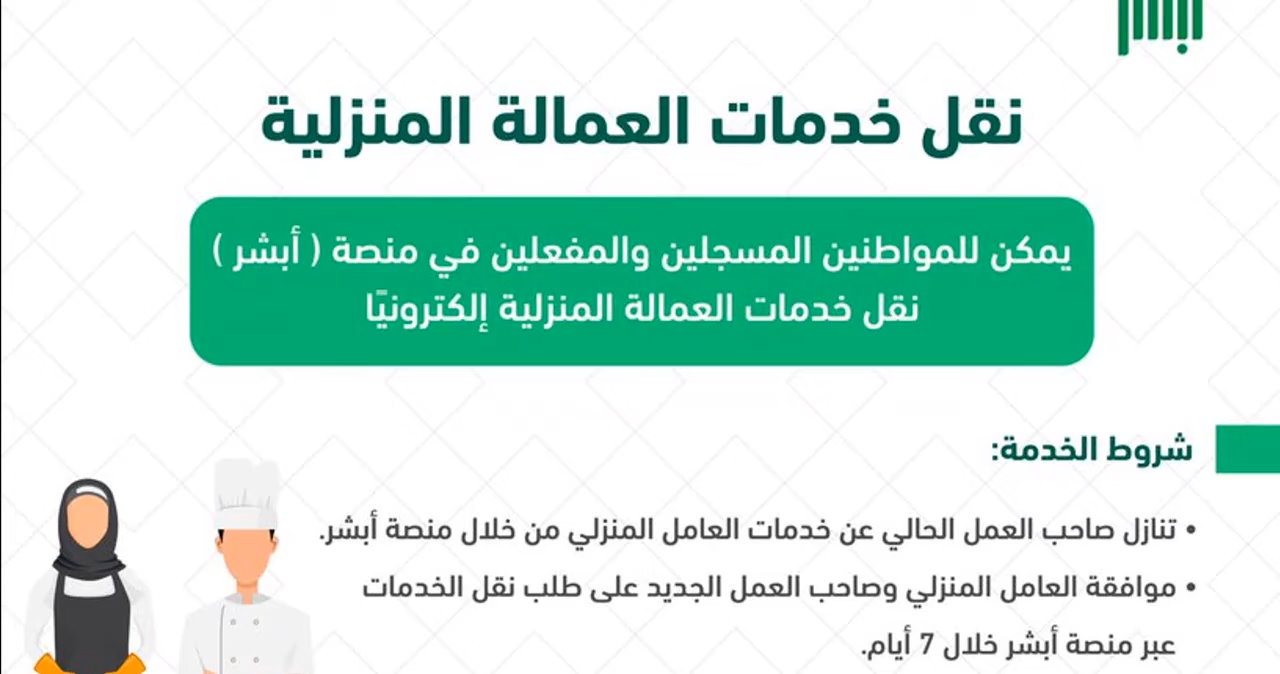 أبشر
نقل خدمات العمالة المنزلية
يمكن للمواطنين المسجلين والمفعلين في منصة ( أبشر )
نقل خدمات العمالة المنزلية إلكترونيًا
شروط الخدمة:
• تنازل صاحب العمل الحالي عن خدمات العامل المنزلي من خلال منصة أبشر.
• موافقة العامل المنزلي وصاحب العمل الجديد على طلب نقل الخدمات
عبر منصة أبشر خلال 7 أيام.